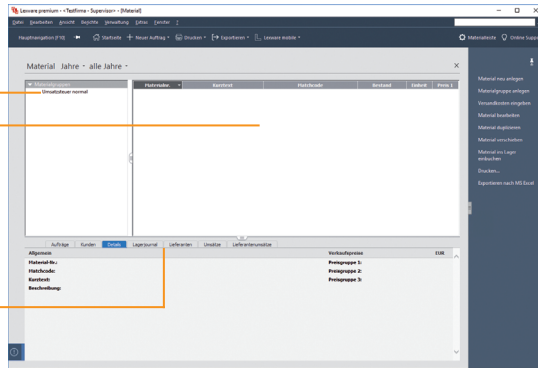 Lexware premium - «Testfirma - Supervisor» - [Material]
Datei Bearbeiten Ansicht Berichte Verwaltung Extras Fenster ?
Hauptnavigation (F10) Startseite Neuer Auftrag Drucken Exportieren Lexware mobile Materialliste Online Supp
Material Jahre - alle Jahre -
Materialgruppen
Umsatzsteuer normal
Materialnr. Kurztext Matchcode Bestand Einheit Preis 1
Material neu anlegen
Materialgruppe anlegen
Versandkosten eingeben
Material bearbeiten
Material duplizieren
Material verschieben
Material ins Lager
einbuchen
Drucken...
Exportieren nach MS Excel
Aufträge Kunden Details Lagerjournal Lieferanten Umsätze Lieferantenumsätze
Allgemein Verkaufspreise EUR
Material-Nr.: Preisgruppe 1:
Matchcode: Preisgruppe 2:
Kurztext: Preisgruppe 3:
Beschreibung: